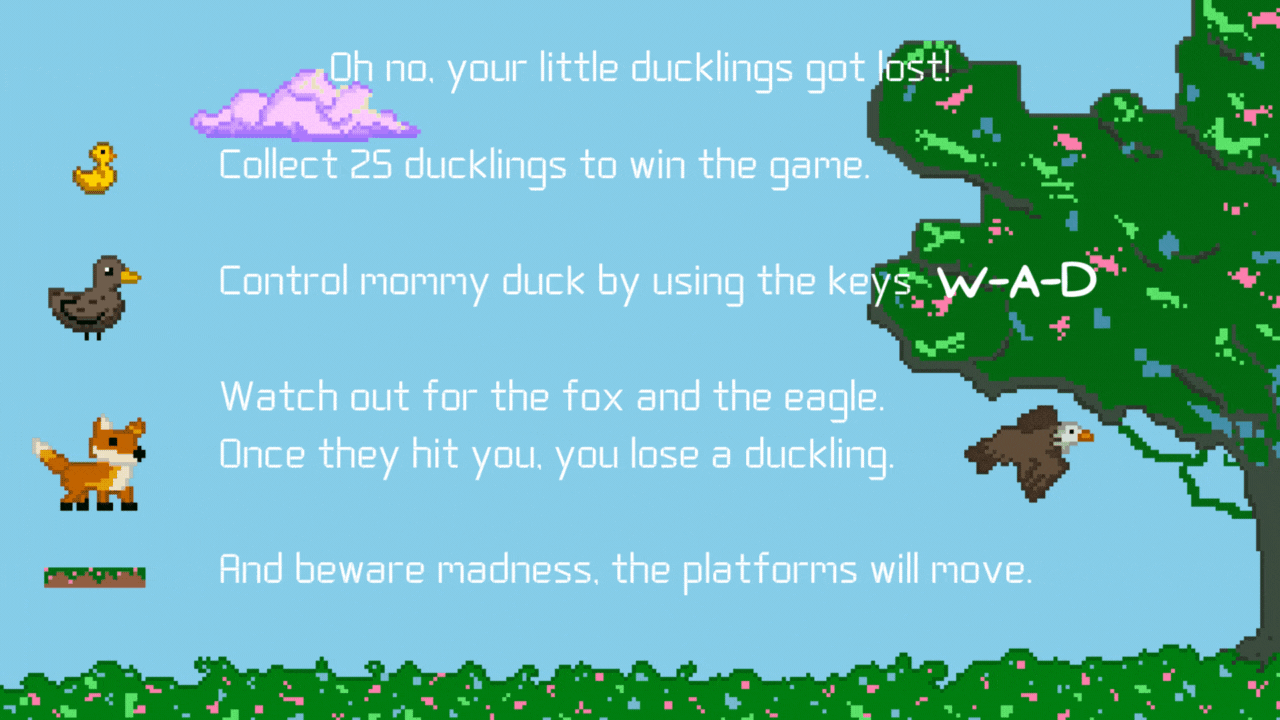 Oh no, your little ducklings got lost!
Collect 25 ducklings to win the game.
Control mommy duck by using the keys W-A-D
Watch out for the fox and the eagle.
Once they hit you, you lose a duckling.
And beware madness, the platforms will move.